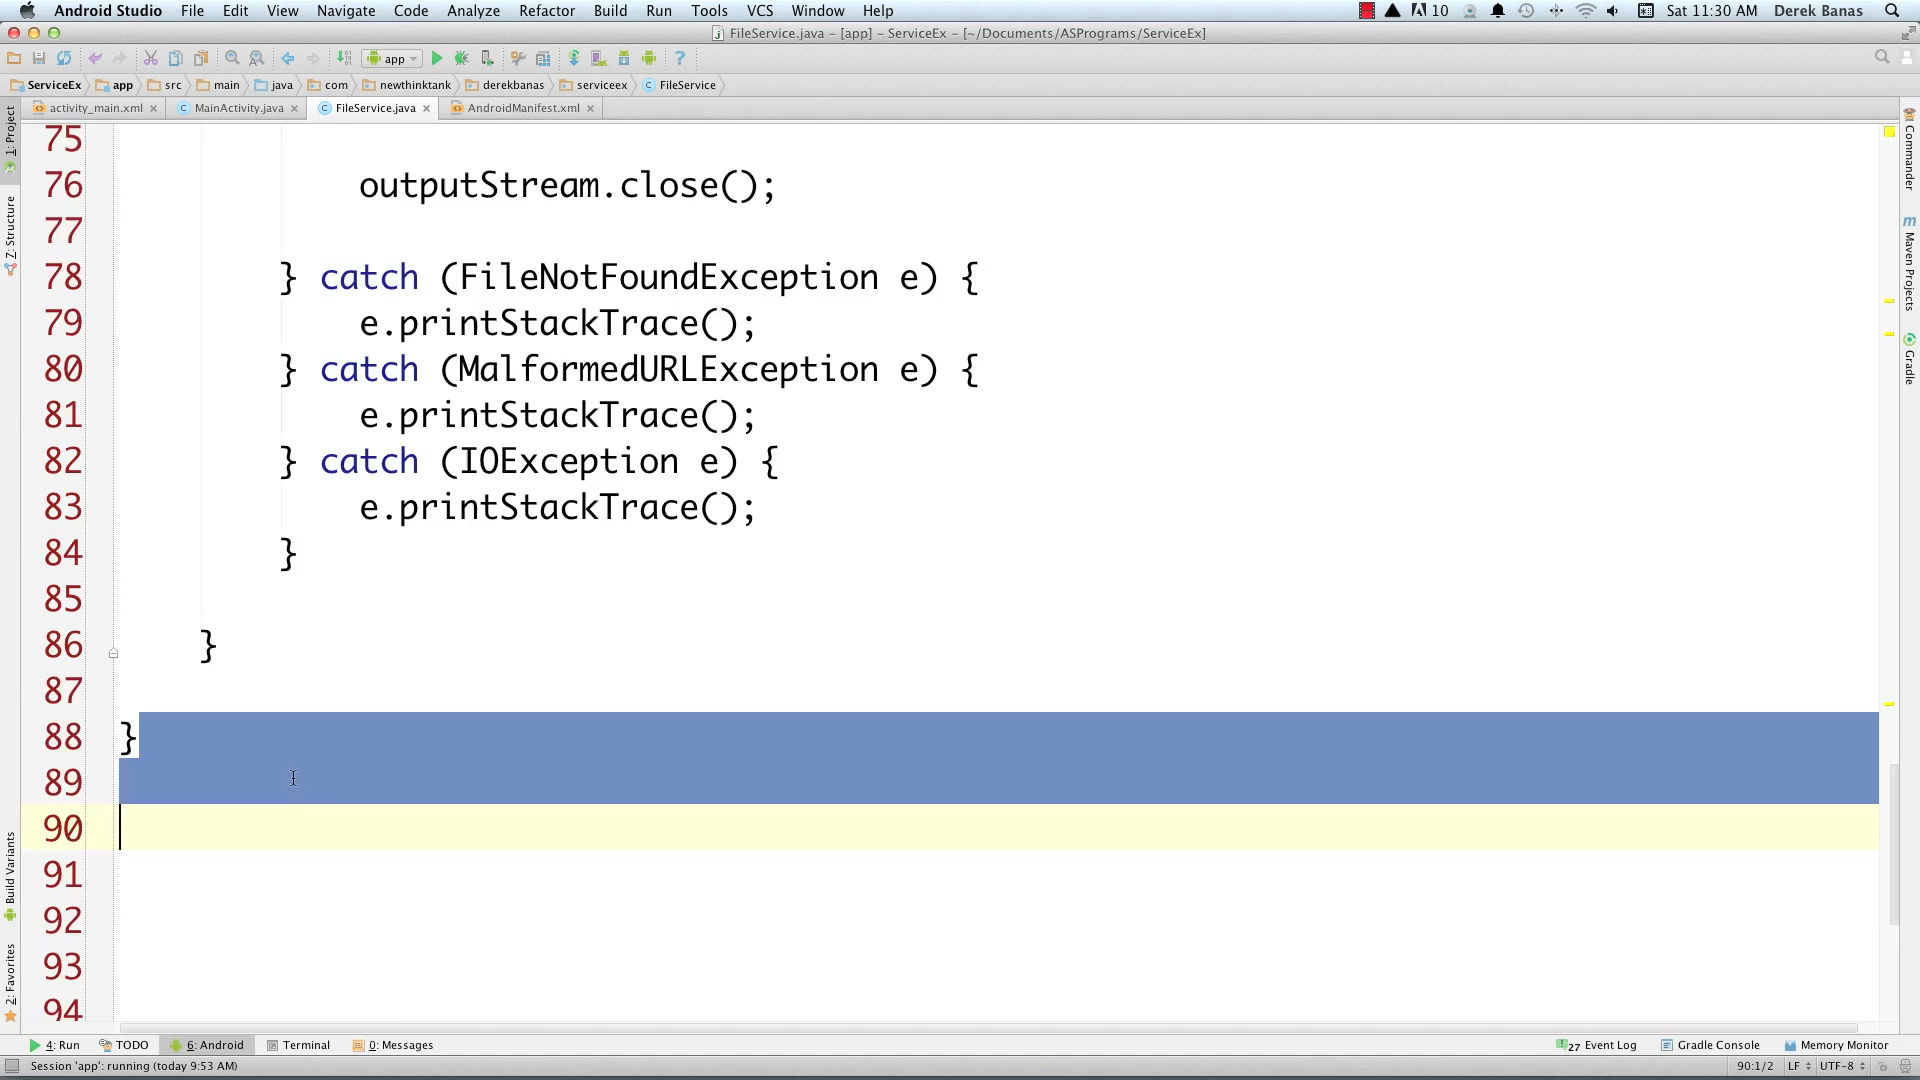 Android Studio File Edit View Navigate Code Analyze Refactor Build Run Tools VCS Window Help 10 Sat 11:30 AM Derek Banas
FileService.java - [app] - ServiceEx - [~/Documents/ASPrograms/ServiceEx]
app
ServiceEx app src main java com newthinktank derekbanas serviceex FileService
activity_main.xml MainActivity.java FileService.java AndroidManifest.xml
1: Project
Z: Structure
Build Variants
2: Favorites
75
76 outputStream.close();
77
78 } catch (FileNotFoundException e) {
79 e.printStackTrace();
80 } catch (MalformedURLException e) {
81 e.printStackTrace();
82 } catch (IOException e) {
83 e.printStackTrace();
84 }
85
86 }
87
88 }
89
90
91
92
93
94
Commander
Maven Projects
Gradle
4: Run TODO 6: Android Terminal 0: Messages 27 Event Log Gradle Console Memory Monitor
Session 'app': running (today 9:53 AM) 90:1/2 LF UTF-8